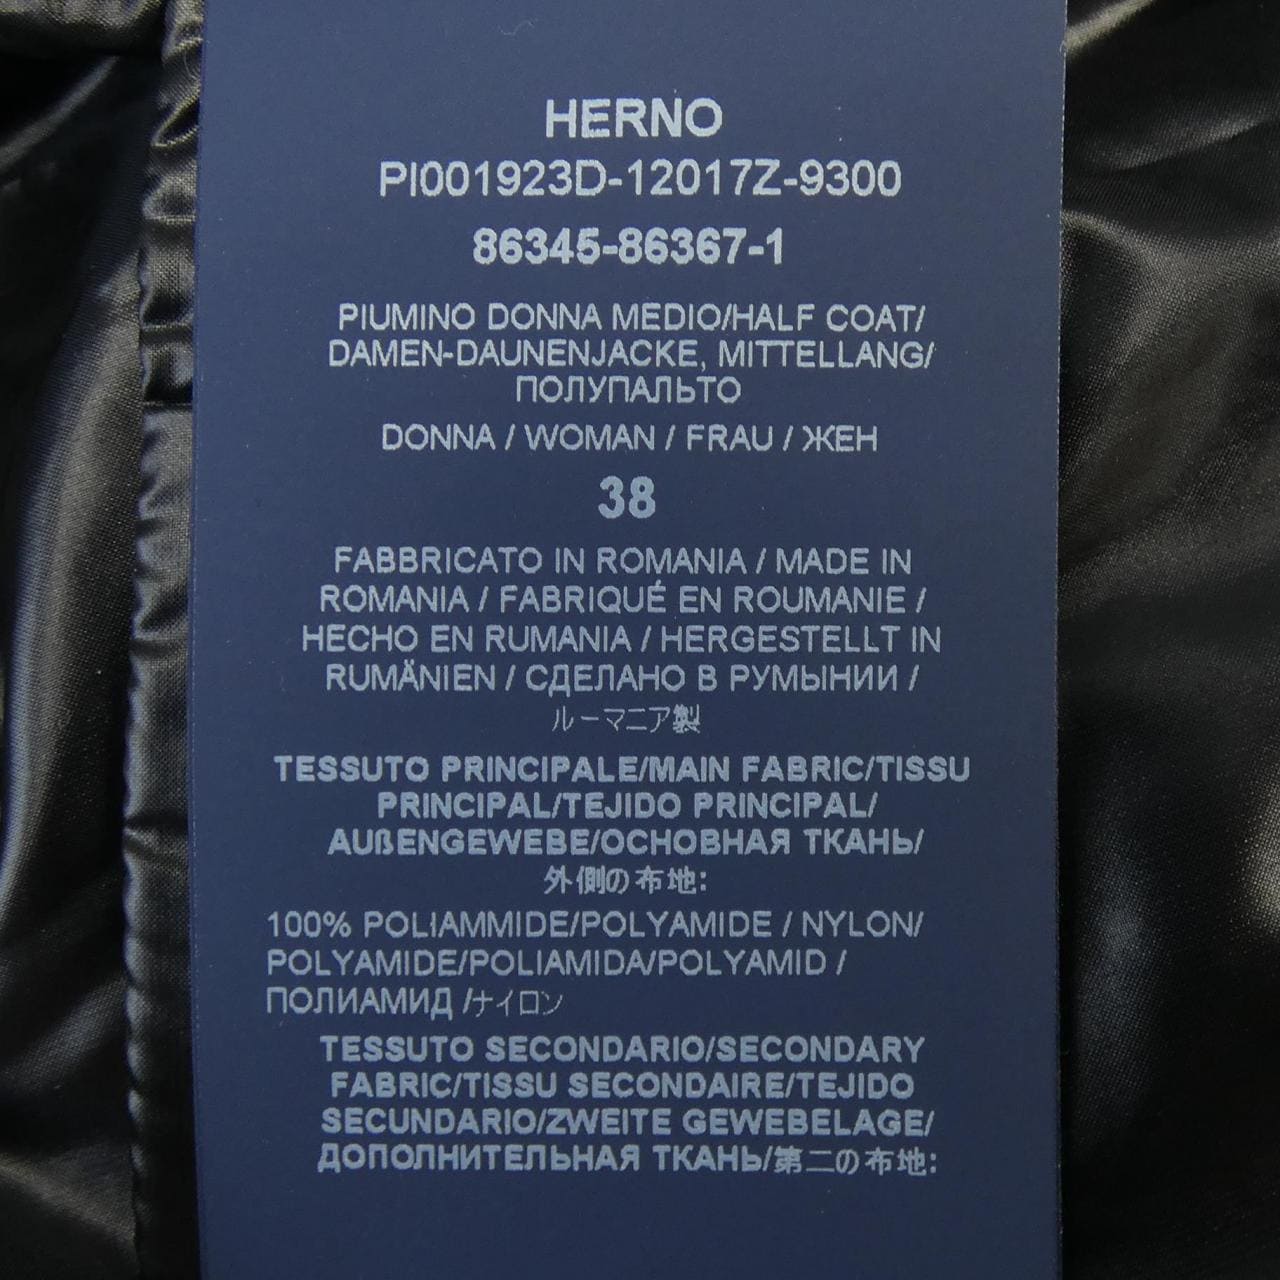 HERNO
PI001923D-12017Z-9300
86345-86367-1
PIUMINO DONNA MEDIO/HALF COAT/
DAMEN-DAUNENJACKE, MITTELLANG/
ПОЛУПАЛЬТО
DONNA / WOMAN / FRAU / ЖЕН
38
FABBRICATO IN ROMANIA / MADE IN
ROMANIA / FABRIQUÉ EN ROUMANIE /
HECHO EN RUMANIA / HERGESTELLT IN
RUMÄNIEN / СДЕЛАНО В РУМЫНИИ /
ルーマニア製
TESSUTO PRINCIPALE/MAIN FABRIC/TISSU
PRINCIPAL/TEJIDO PRINCIPAL/
AUßENGEWEBE/ОСНОВНАЯ ТКАНЬ/
外側の布地:
100% POLIAMMIDE/POLYAMIDE / NYLON/
POLYAMIDE/POLIAMIDA/POLYAMID /
ПОЛИАМИД /ナイロン
TESSUTO SECONDARIO/SECONDARY
FABRIC/TISSU SECONDAIRE/TEJIDO
SECUNDARIO/ZWEITE GEWEBELAGE/
ДОПОЛНИТЕЛЬНАЯ ТКАНЬ/第二の布地: